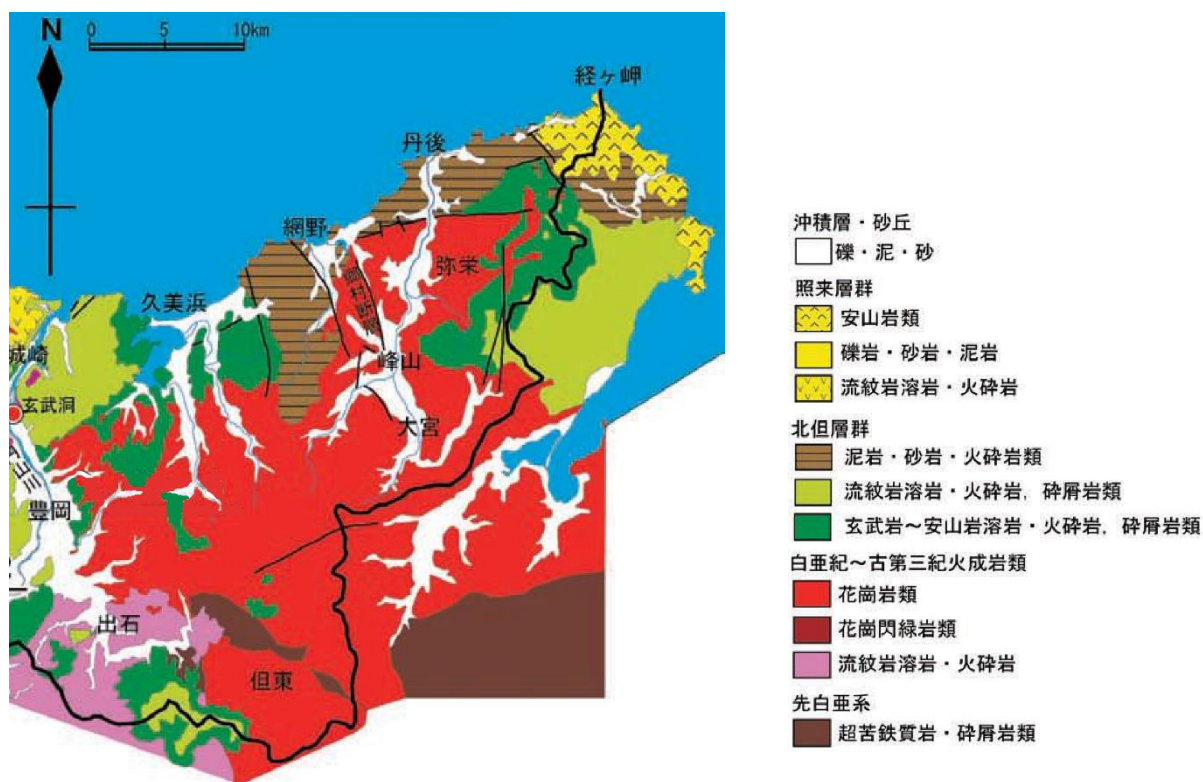 N
0 5 10km
経ヶ岬
丹後
網野
弥栄
郷村断層
久美浜
城崎
峰山
玄武洞
大宮
円山川
豊岡
出石
但東
沖積層・砂丘
礫・泥・砂
照来層群
安山岩類
礫岩・砂岩・泥岩
流紋岩溶岩・火砕岩
北但層群
泥岩・砂岩・火砕岩類
流紋岩溶岩・火砕岩，砕屑岩類
玄武岩～安山岩溶岩・火砕岩，砕屑岩類
白亜紀～古第三紀火成岩類
花崗岩類
花崗閃緑岩類
流紋岩溶岩・火砕岩
先白亜系
超苦鉄質岩・砕屑岩類